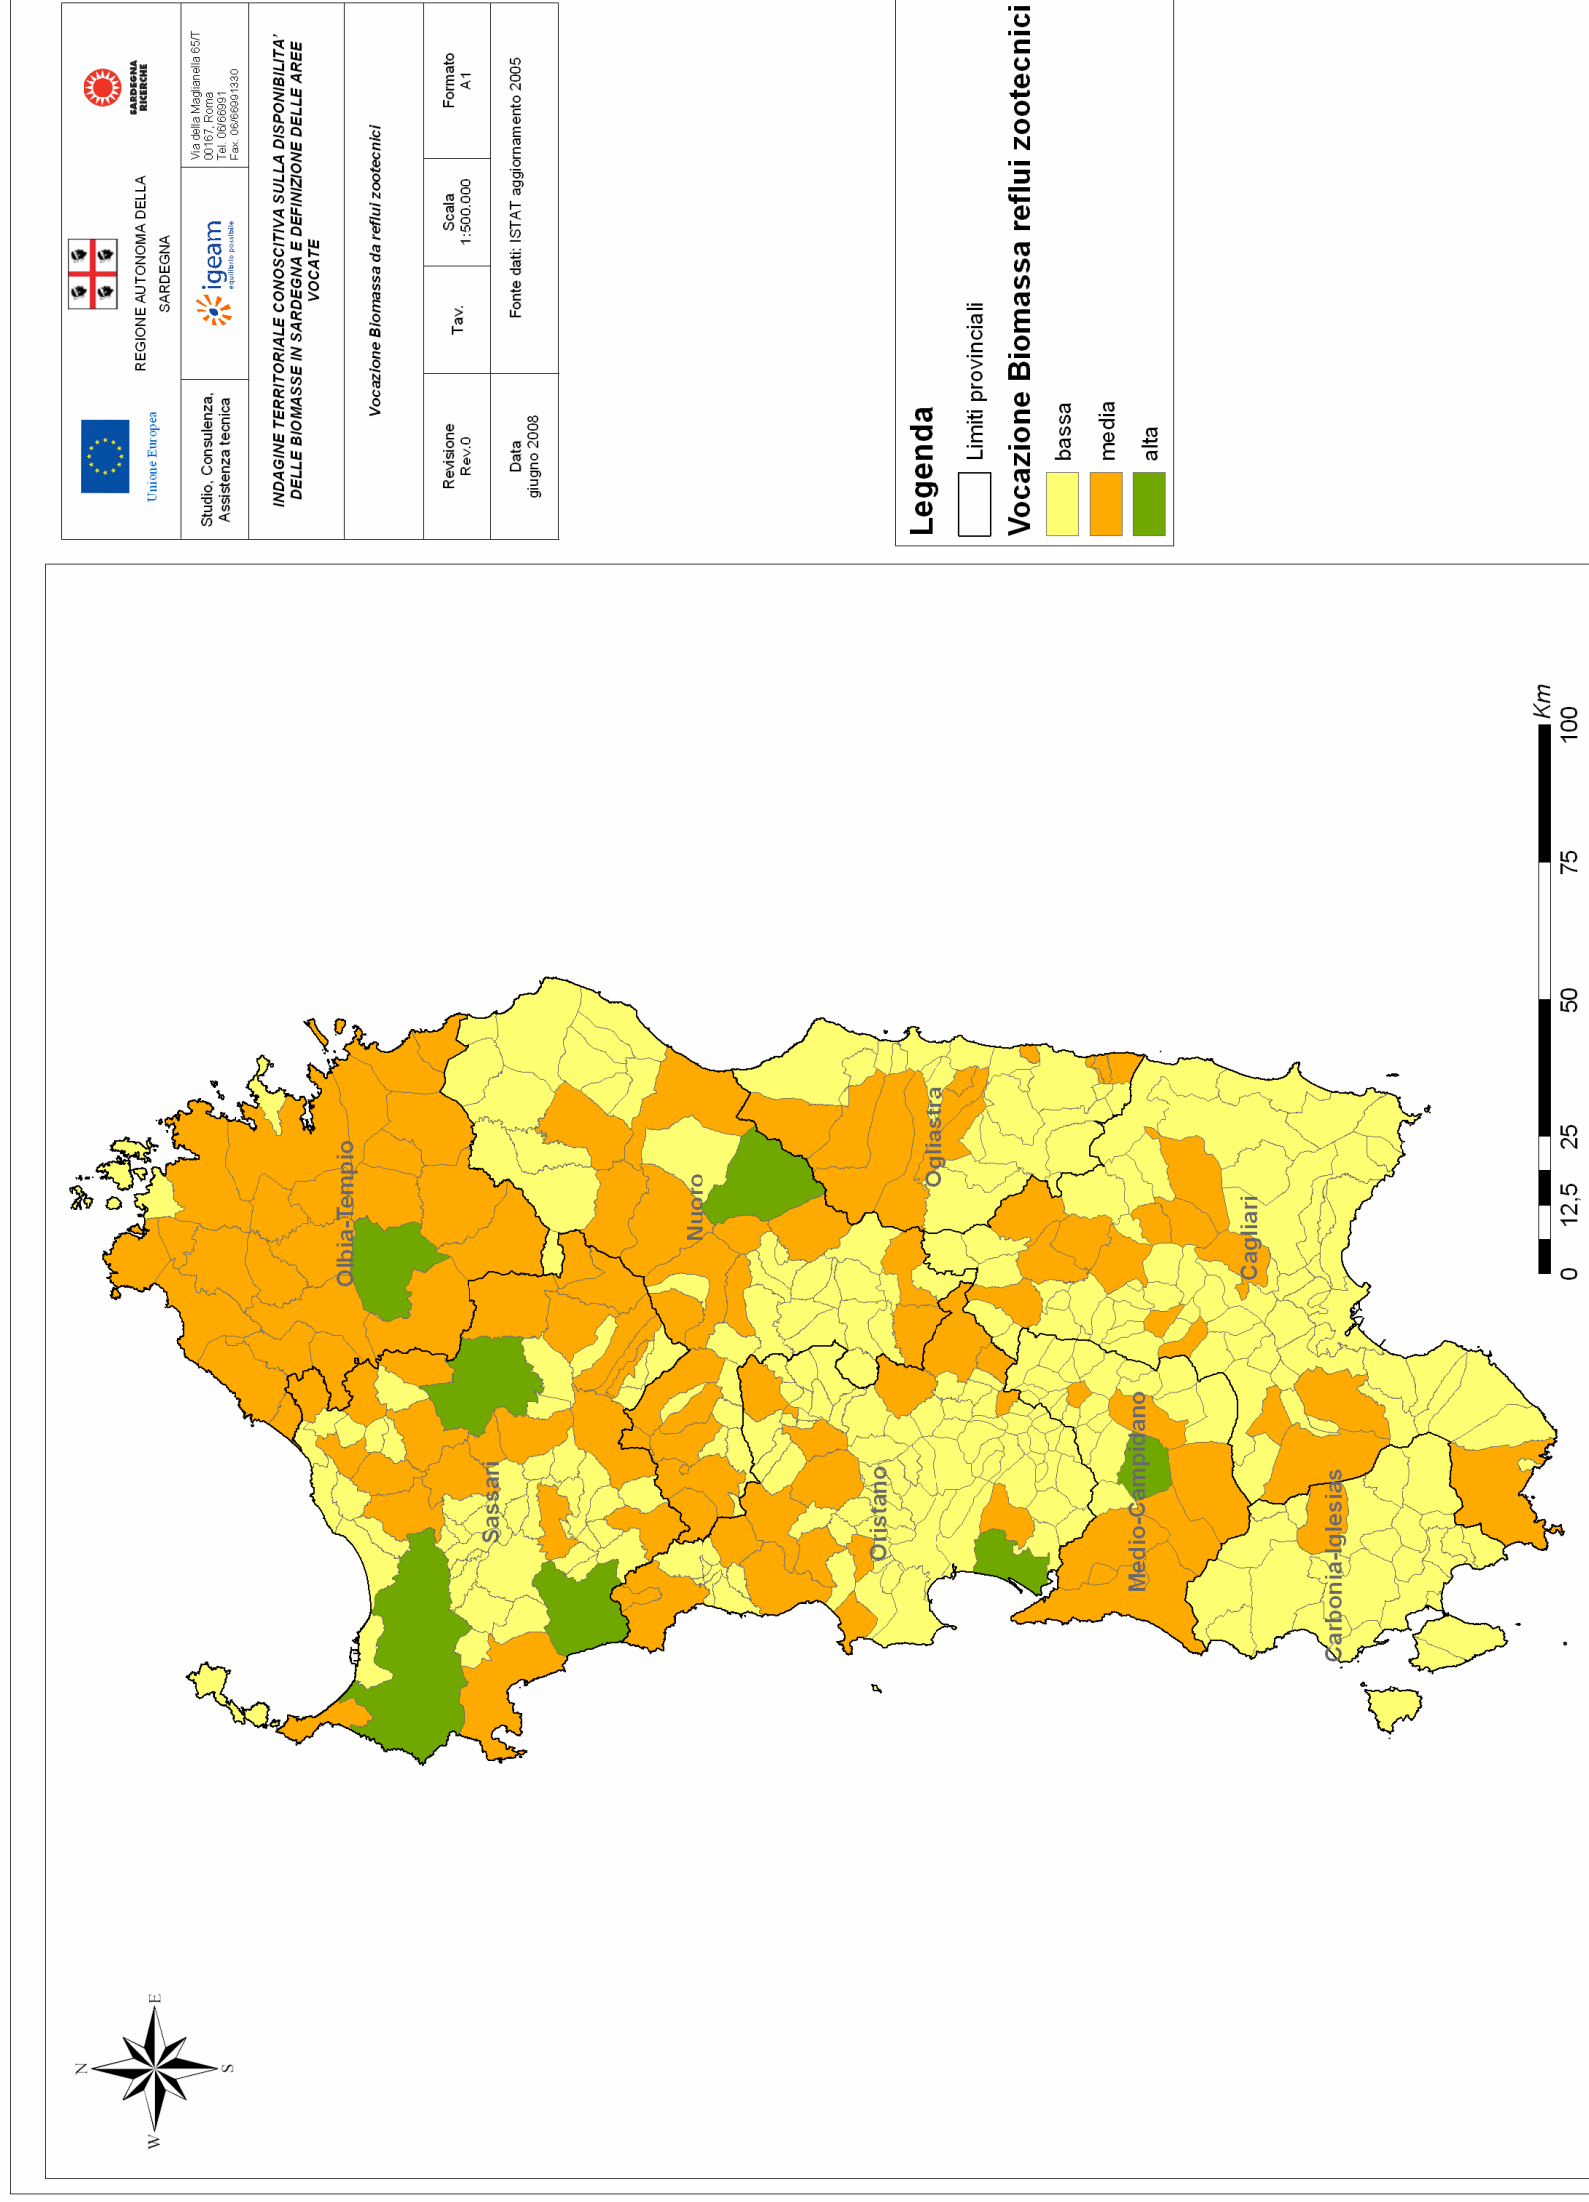 Unione Europea
REGIONE AUTONOMA DELLA
SARDEGNA
SARDEGNA
RICERCHE
Studio, Consulenza,
Assistenza tecnica
igeam
equilibrio possibile
Via della Maglianella 65/T
00167, Roma
Tel. 06/66991
Fax. 06/66991330
INDAGINE TERRITORIALE CONOSCITIVA SULLA DISPONIBILITA'
DELLE BIOMASSE IN SARDEGNA E DEFINIZIONE DELLE AREE
VOCATE
Vocazione Biomassa da reflui zootecnici
Revisione
Rev.0
Tav.
Scala
1:500.000
Formato
A1
Data
giugno 2008
Fonte dati: ISTAT aggiornamento 2005
Legenda
Limiti provinciali
Vocazione Biomassa reflui zootecnici
bassa
media
alta
N
W
E
S
Olbia-Tempio
Sassari
Nuoro
Oristano
Ogliastra
Medio-Campidano
Cagliari
Carbonia-Iglesias
0
12,5
25
50
75
100
Km